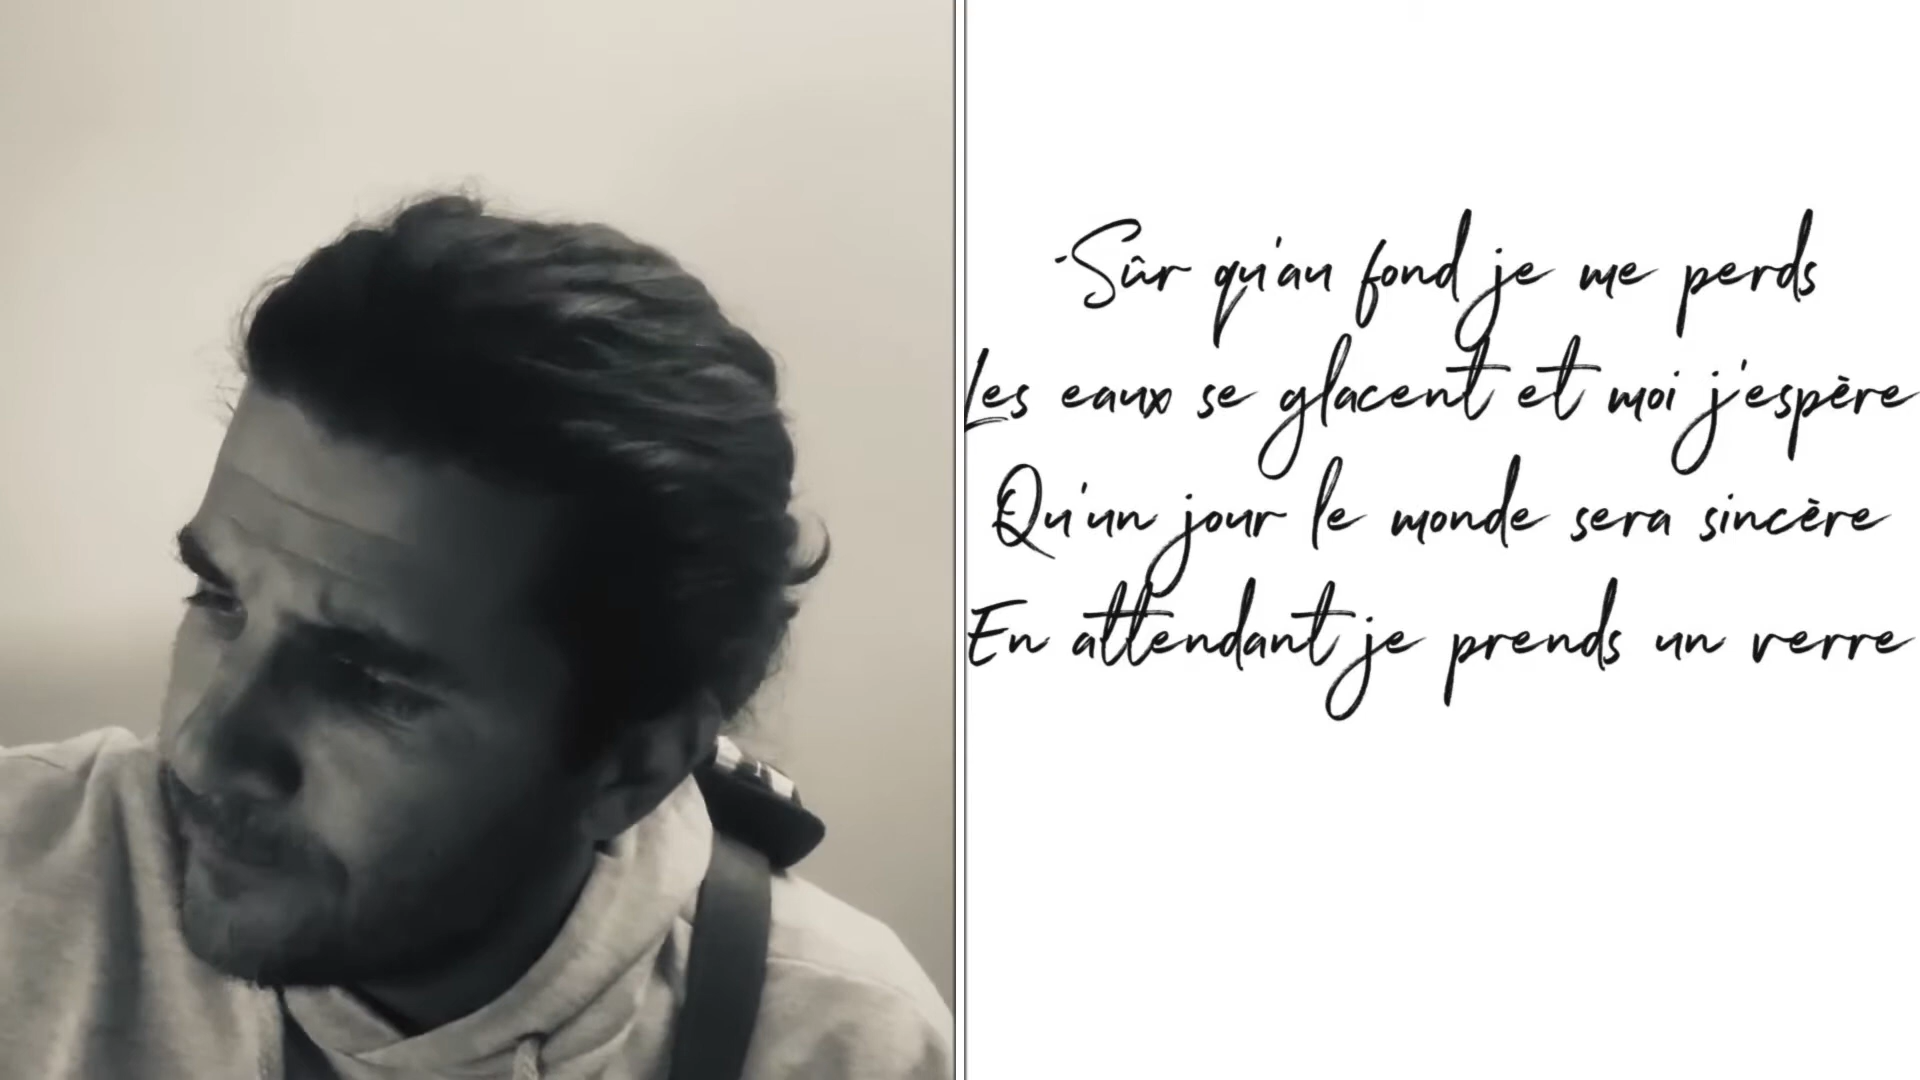 -Sûr qu'au fond je me perds
Les eaux se glacent et moi j'espère
Qu'un jour le monde sera sincère
En attendant je prends un verre